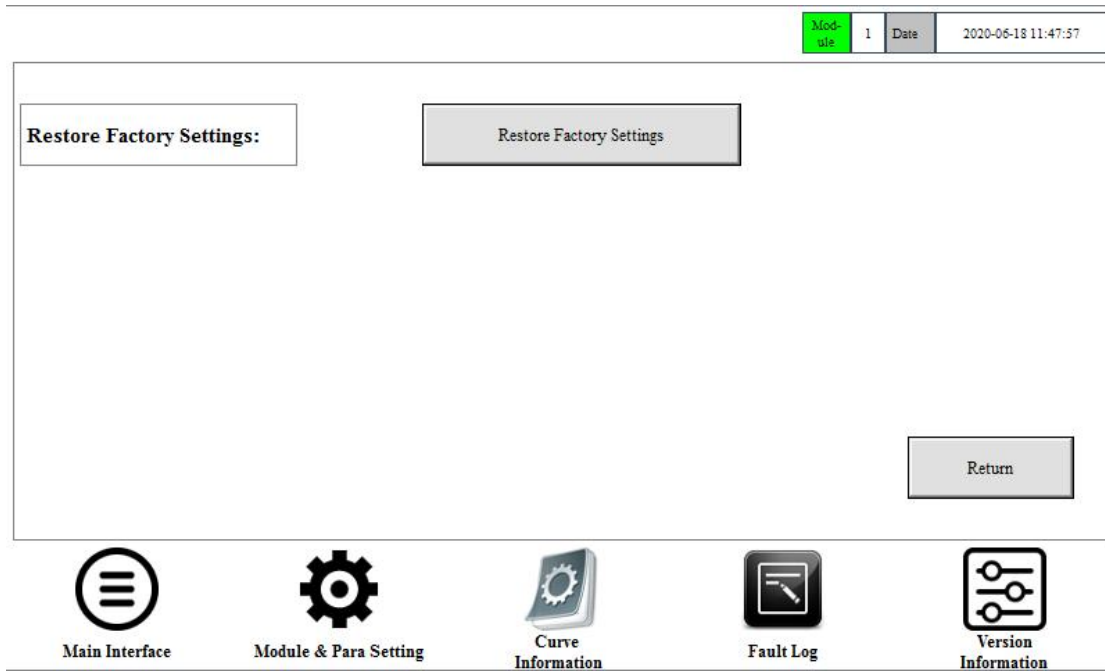 Mod-
ule
1
Date
2020-06-18 11:47:57
Restore Factory Settings:
Restore Factory Settings
Return
Main Interface
Module & Para Setting
Curve
Information
Fault Log
Version
Information